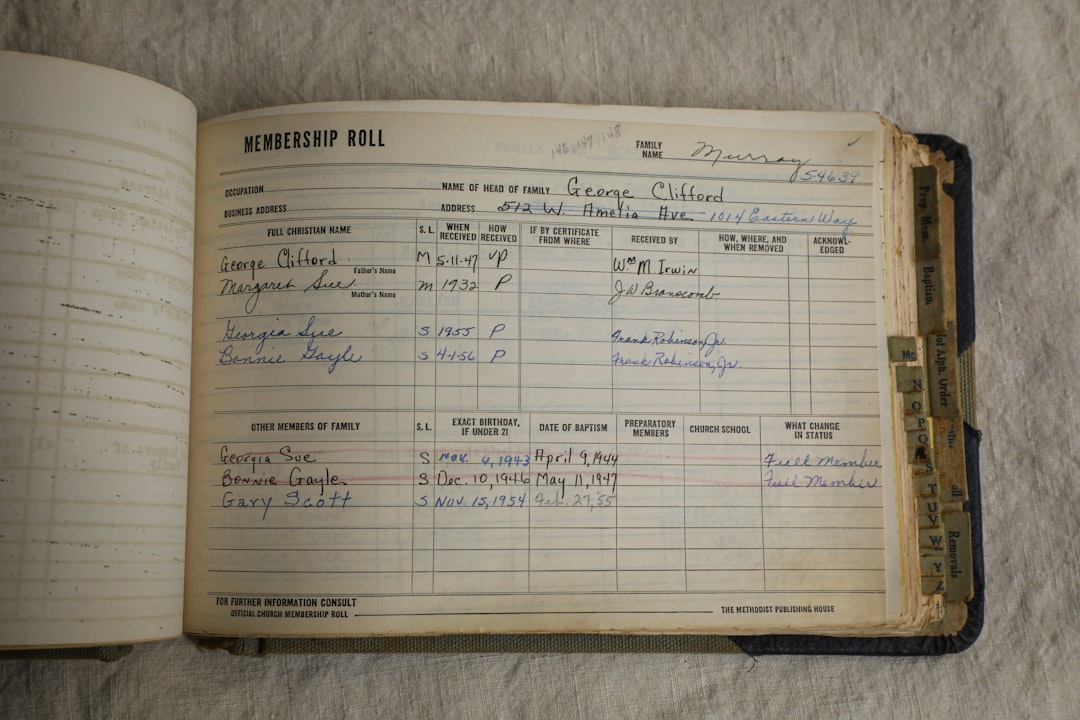 MEMBERSHIP ROLL
146 147 148
FAMILY NAME Murray
54639
OCCUPATION NAME OF HEAD OF FAMILY George Clifford
BUSINESS ADDRESS ADDRESS 512 W. Amelia Ave. - 1014 Eastern Way
FULL CHRISTIAN NAME S. L. WHEN RECEIVED HOW RECEIVED IF BY CERTIFICATE FROM WHERE RECEIVED BY HOW, WHERE, AND WHEN REMOVED ACKNOWL- EDGED
George Clifford M 5-11-47 VP Wm M Irwin
Father's Name
Margaret Sue m 1932 P J W Branscomb
Mother's Name
Georgia Sue S 1955 P Frank Robinson, Jr.
Bonnie Gayle S 4-1-56 P Frank Robinson, Jr.
OTHER MEMBERS OF FAMILY S. L. EXACT BIRTHDAY, IF UNDER 21 DATE OF BAPTISM PREPARATORY MEMBERS CHURCH SCHOOL WHAT CHANGE IN STATUS
Georgia Sue S Nov. 4, 1943 April 9, 1944 Full Member
Bonnie Gayle S Dec. 10, 1946 May 11, 1947 Full Member
Gary Scott S Nov. 15, 1954 Feb. 27, '55
FOR FURTHER INFORMATION CONSULT
OFFICIAL CHURCH MEMBERSHIP ROLL THE METHODIST PUBLISHING HOUSE
Prep. Mem.
Baptism
Alph. Order
Removals
Mc
N
O
P
S
T
U V
W
Y
Z